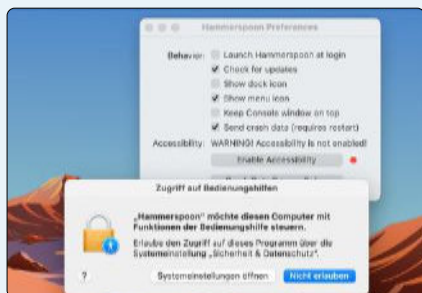 Hammerspoon Preferences
Behavior: Launch Hammerspoon at login
Check for updates
Show dock icon
Show menu icon
Keep Console window on top
Send crash data (requires restart)
Accessibility: WARNING! Accessibility is not enabled!
Enable Accessibility
Zugriff auf Bedienungshilfen
„Hammerspoon“ möchte diesen Computer mit
Funktionen der Bedienungshilfe steuern.
Erlaube den Zugriff auf dieses Programm über die
Systemeinstellung „Sicherheit & Datenschutz“.
? Systemeinstellungen öffnen Nicht erlauben